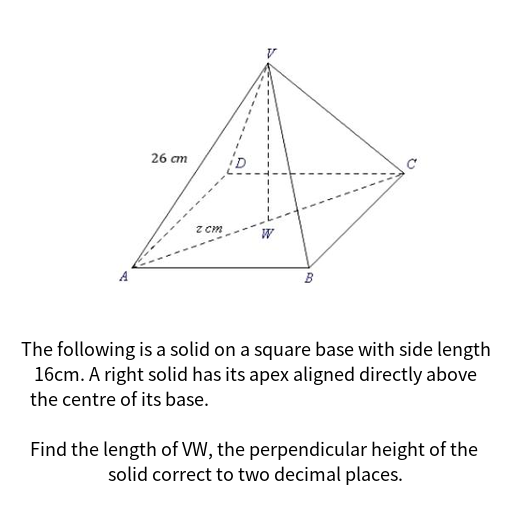 V
26 cm
D
C
z cm
W
A
B
The following is a solid on a square base with side length
16cm. A right solid has its apex aligned directly above
the centre of its base.
Find the length of VW, the perpendicular height of the
solid correct to two decimal places.